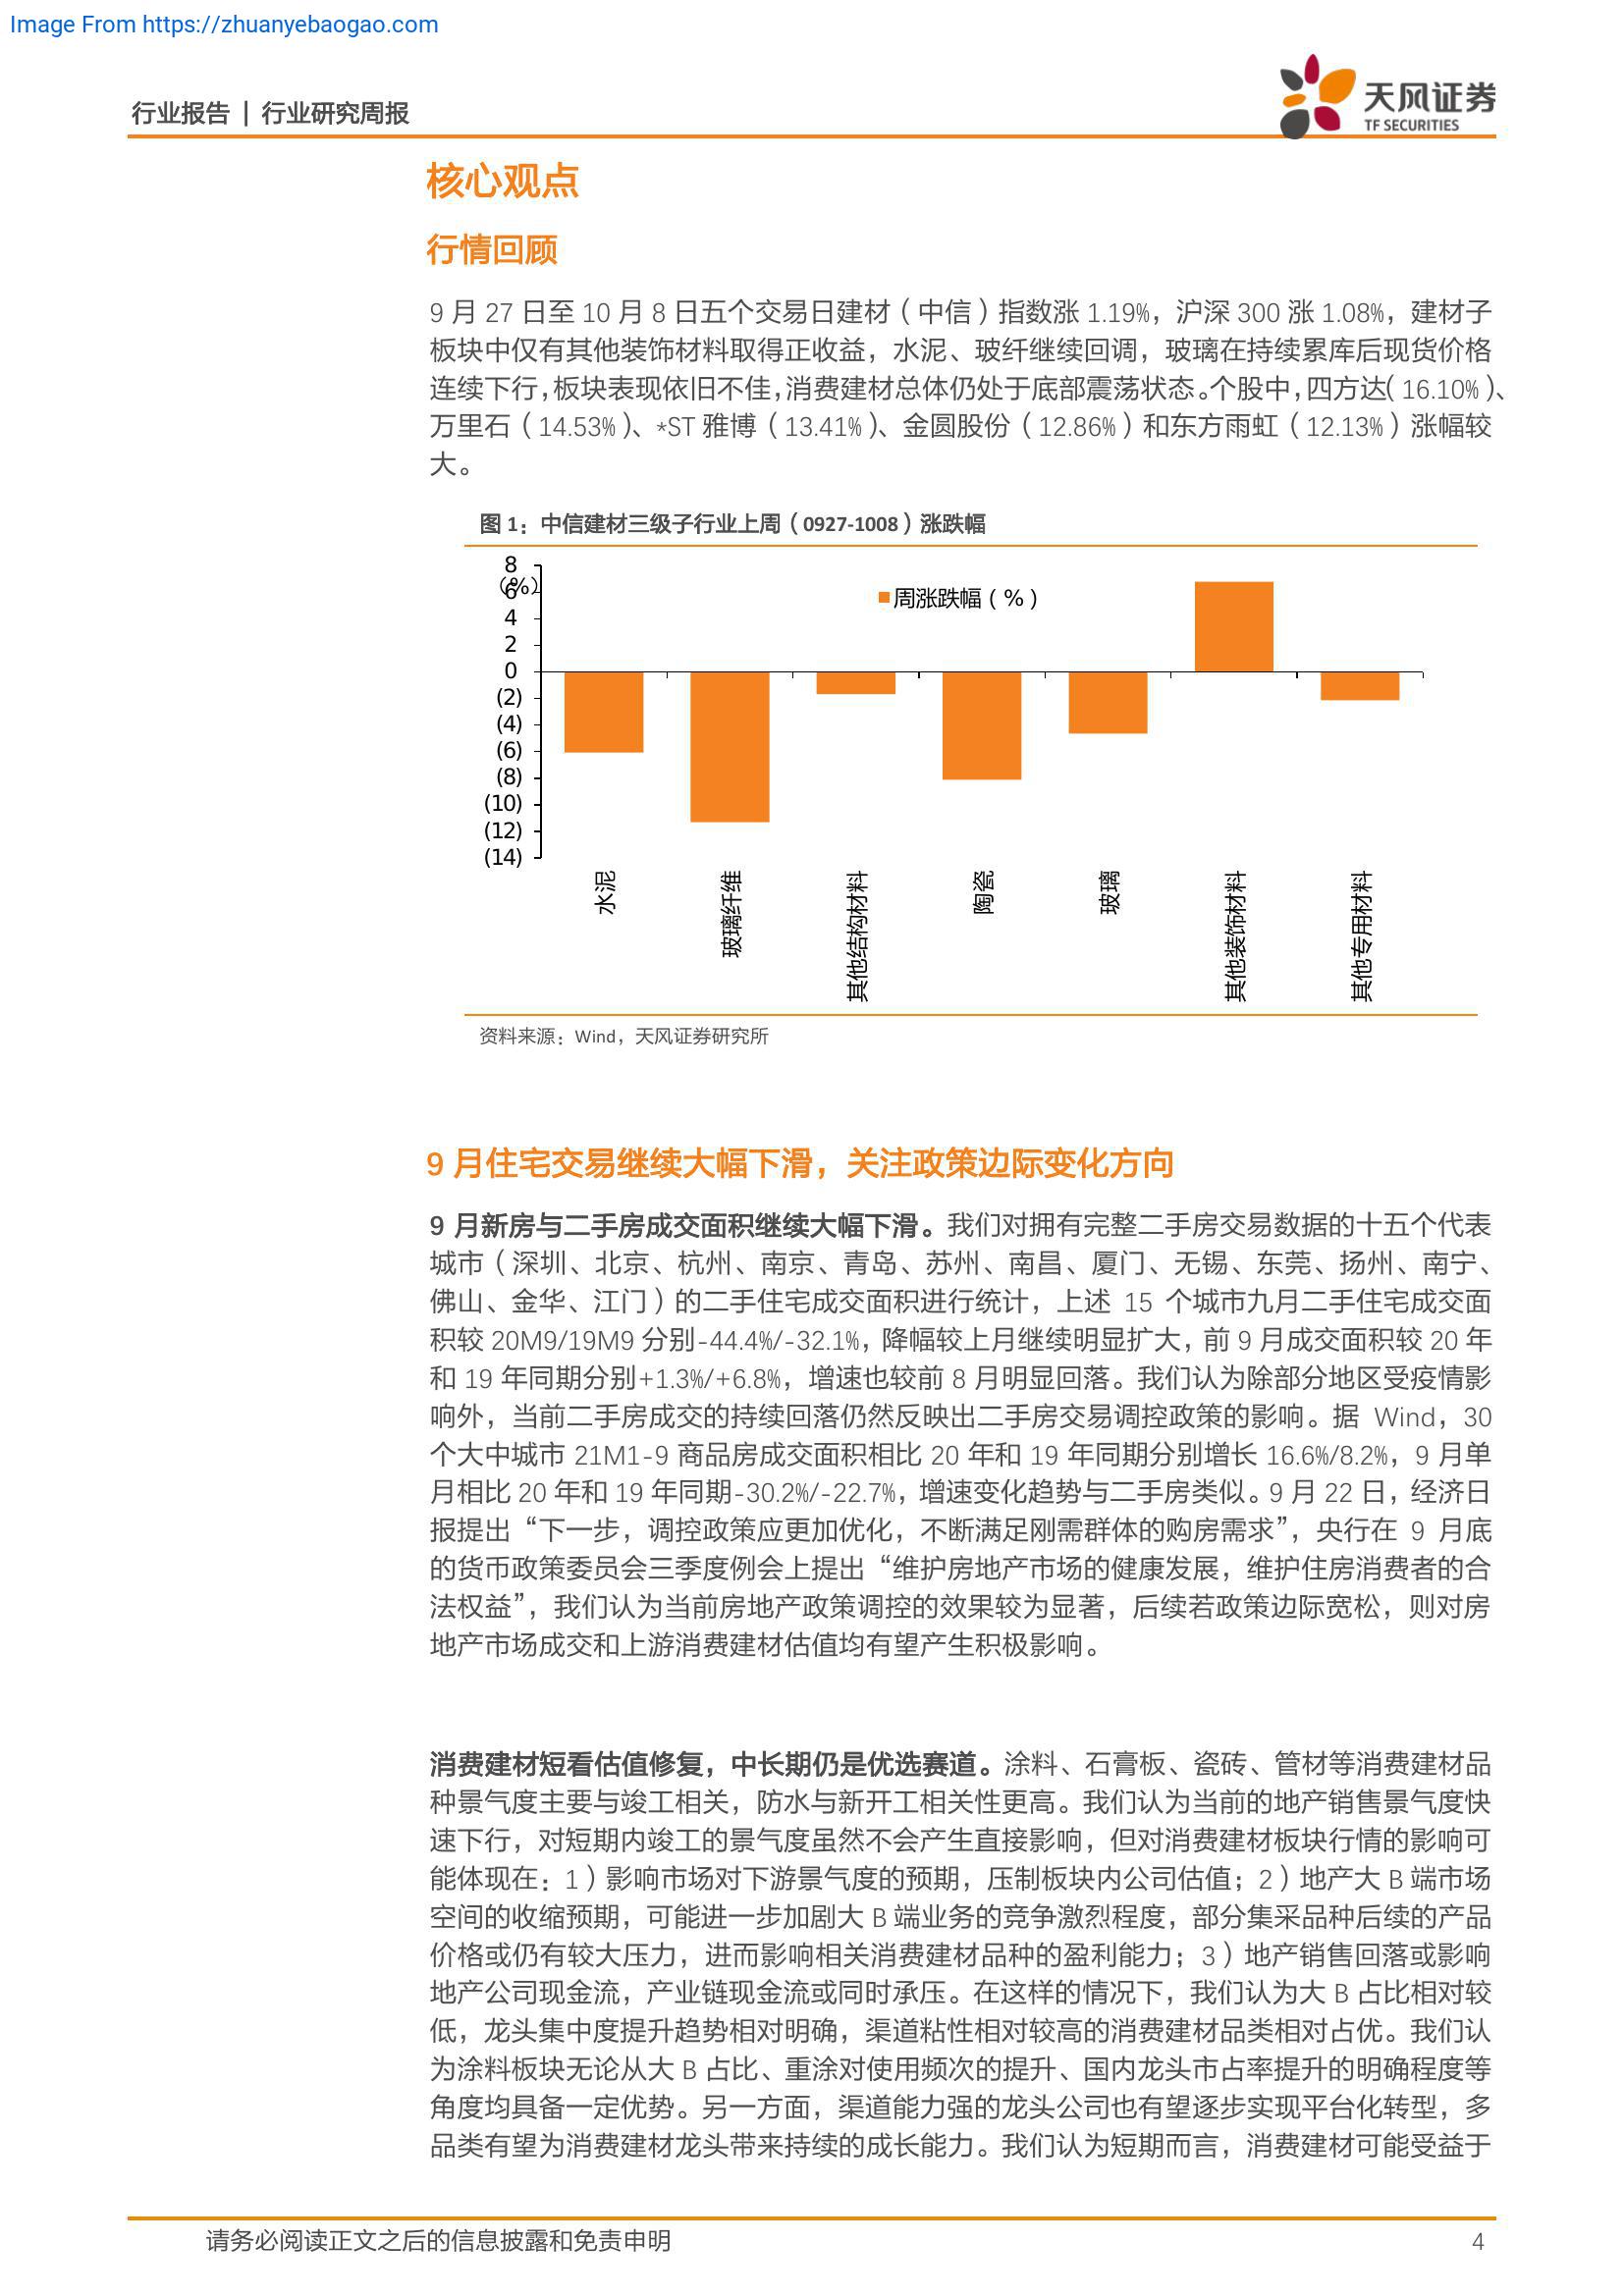 Image From https://zhuanyebaogao.com
行业报告 | 行业研究周报
天风证券
TF SECURITIES
核心观点
行情回顾
9 月 27 日至 10 月 8 日五个交易日建材（中信）指数涨 1.19%，沪深 300 涨 1.08%，建材子
板块中仅有其他装饰材料取得正收益，水泥、玻纤继续回调，玻璃在持续累库后现货价格
连续下行，板块表现依旧不佳，消费建材总体仍处于底部震荡状态。个股中，四方达（16.10%）、
万里石（14.53%）、*ST 雅博（13.41%）、金圆股份（12.86%）和东方雨虹（12.13%）涨幅较
大。
图 1：中信建材三级子行业上周（0927-1008）涨跌幅
8
（%）
6
4
2
0
(2)
(4)
(6)
(8)
(10)
(12)
(14)
周涨跌幅（%）
水泥
玻璃纤维
其他结构材料
陶瓷
玻璃
其他装饰材料
其他专用材料
资料来源：Wind，天风证券研究所
9 月住宅交易继续大幅下滑，关注政策边际变化方向
9 月新房与二手房成交面积继续大幅下滑。我们对拥有完整二手房交易数据的十五个代表
城市（深圳、北京、杭州、南京、青岛、苏州、南昌、厦门、无锡、东莞、扬州、南宁、
佛山、金华、江门）的二手住宅成交面积进行统计，上述 15 个城市九月二手住宅成交面
积较 20M9/19M9 分别-44.4%/-32.1%，降幅较上月继续明显扩大，前 9 月成交面积较 20 年
和 19 年同期分别+1.3%/+6.8%，增速也较前 8 月明显回落。我们认为除部分地区受疫情影
响外，当前二手房成交的持续回落仍然反映出二手房交易调控政策的影响。据 Wind，30
个大中城市 21M1-9 商品房成交面积相比 20 年和 19 年同期分别增长 16.6%/8.2%，9 月单
月相比 20 年和 19 年同期-30.2%/-22.7%，增速变化趋势与二手房类似。9 月 22 日，经济日
报提出“下一步，调控政策应更加优化，不断满足刚需群体的购房需求”，央行在 9 月底
的货币政策委员会三季度例会上提出“维护房地产市场的健康发展，维护住房消费者的合
法权益”，我们认为当前房地产政策调控的效果较为显著，后续若政策边际宽松，则对房
地产市场成交和上游消费建材估值均有望产生积极影响。
消费建材短看估值修复，中长期仍是优选赛道。涂料、石膏板、瓷砖、管材等消费建材品
种景气度主要与竣工相关，防水与新开工相关性更高。我们认为当前的地产销售景气度快
速下行，对短期内竣工的景气度虽然不会产生直接影响，但对消费建材板块行情的影响可
能体现在：1）影响市场对下游景气度的预期，压制板块内公司估值；2）地产大 B 端市场
空间的收缩预期，可能进一步加剧大 B 端业务的竞争激烈程度，部分集采品种后续的产品
价格或仍有较大压力，进而影响相关消费建材品种的盈利能力；3）地产销售回落或影响
地产公司现金流，产业链现金流或同时承压。在这样的情况下，我们认为大 B 占比相对较
低，龙头集中度提升趋势相对明确，渠道粘性相对较高的消费建材品类相对占优。我们认
为涂料板块无论从大 B 占比、重涂对使用频次的提升、国内龙头市占率提升的明确程度等
角度均具备一定优势。另一方面，渠道能力强的龙头公司也有望逐步实现平台化转型，多
品类有望为消费建材龙头带来持续的成长能力。我们认为短期而言，消费建材可能受益于
请务必阅读正文之后的信息披露和免责申明
4